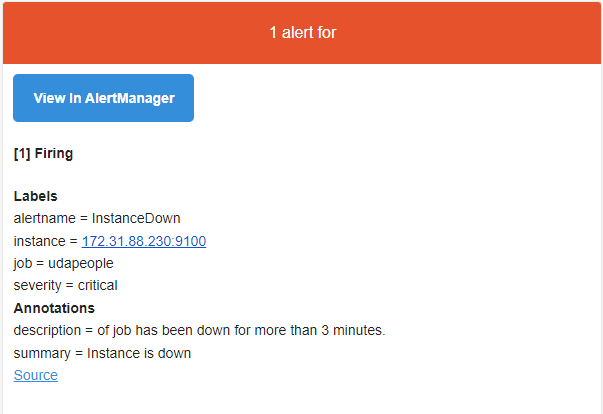 1 alert for
View In AlertManager
[1] Firing
Labels
alertname = InstanceDown
instance = 172.31.88.230:9100
job = udapeople
severity = critical
Annotations
description = of job has been down for more than 3 minutes.
summary = Instance is down
Source